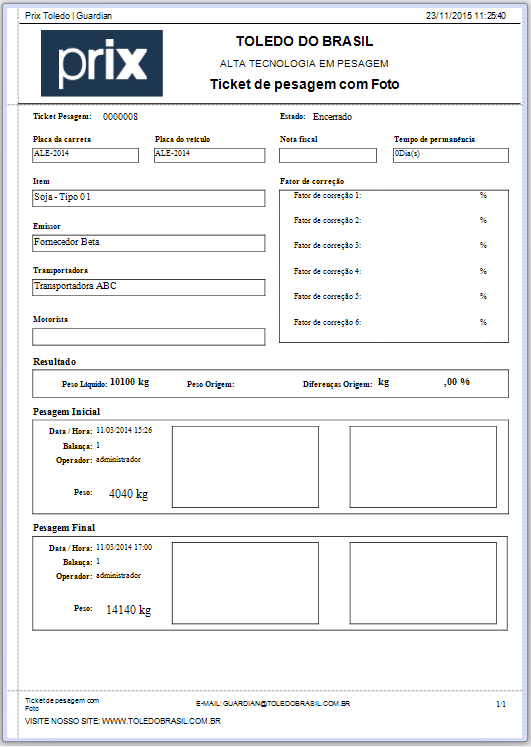 Prix Toledo | Guardian 23/11/2015 11:25:40
prix
TOLEDO DO BRASIL
ALTA TECNOLOGIA EM PESAGEM
Ticket de pesagem com Foto
Ticket Pesagem: 0000008 Estado: Encerrado
Placa da carreta Placa do veículo Nota fiscal Tempo de permanência
ALE-2014 ALE-2014 0Dia(s)
Item Fator de correção
Soja - Tipo 01 Fator de correção 1: %
Fator de correção 2: %
Emissor
Fornecedor Beta Fator de correção 3: %
Transportadora Fator de correção 4: %
Transportadora ABC
Fator de correção 5: %
Motorista Fator de correção 6: %
Resultado
Peso Líquido: 10100 kg Peso Origem: Diferenças Origem: kg ,00 %
Pesagem Inicial
Data / Hora: 11/03/2014 15:26
Balança: 1
Operador: administrador
Peso: 4040 kg
Pesagem Final
Data / Hora: 11/03/2014 17:00
Balança: 1
Operador: administrador
Peso: 14140 kg
Ticket de pesagem com
Foto
E-MAIL: GUARDIAN@TOLEDOBRASIL.COM.BR 1/1
VISITE NOSSO SITE: WWW.TOLEDOBRASIL.COM.BR